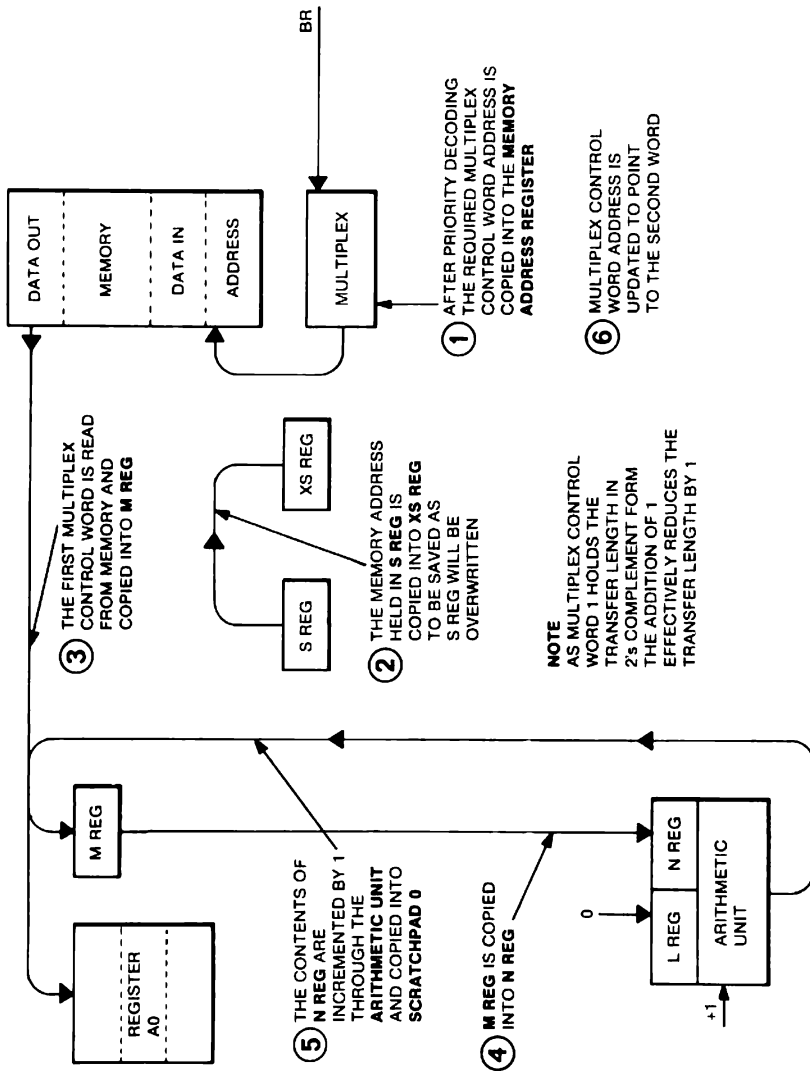 REGISTER
A0
M REG
DATA OUT
MEMORY
DATA IN
ADDRESS
BR
MULTIPLEX
1
AFTER PRIORITY DECODING
THE REQUIRED MULTIPLEX
CONTROL WORD ADDRESS IS
COPIED INTO THE MEMORY
ADDRESS REGISTER
S REG
XS REG
2
THE MEMORY ADDRESS
HELD IN S REG IS
COPIED INTO XS REG
TO BE SAVED AS
S REG WILL BE
OVERWRITTEN
3
THE FIRST MULTIPLEX
CONTROL WORD IS READ
FROM MEMORY AND
COPIED INTO M REG
4
M REG IS COPIED
INTO N REG
5
THE CONTENTS OF
N REG ARE
INCREMENTED BY 1
THROUGH THE
ARITHMETIC UNIT
AND COPIED INTO
SCRATCHPAD 0
0
+1
L REG
N REG
ARITHMETIC
UNIT
NOTE
AS MULTIPLEX CONTROL
WORD 1 HOLDS THE
TRANSFER LENGTH IN
2's COMPLEMENT FORM
THE ADDITION OF 1
EFFECTIVELY REDUCES THE
TRANSFER LENGTH BY 1
6
MULTIPLEX CONTROL
WORD ADDRESS IS
UPDATED TO POINT
TO THE SECOND WORD